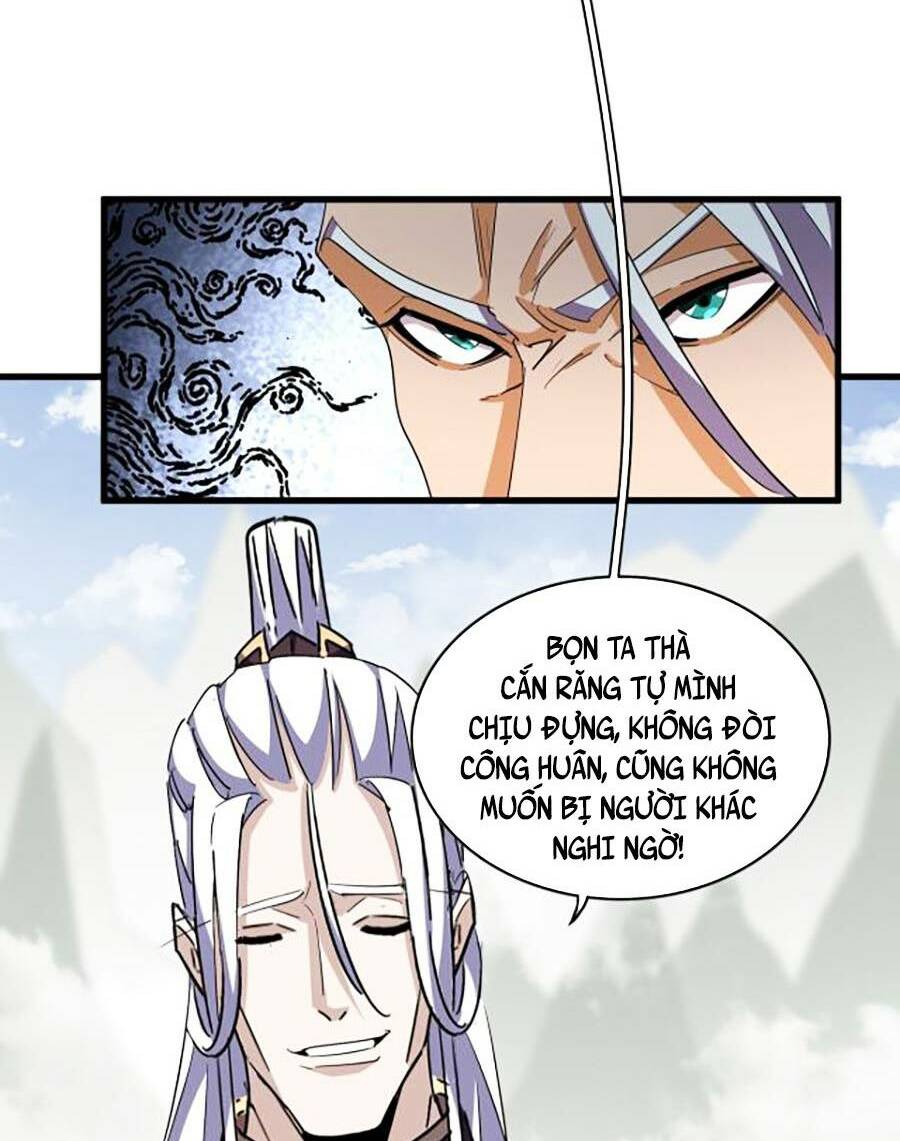 BỌN TA THÀ
CẮN RĂNG TỰ MÌNH
CHỊU ĐỰNG, KHÔNG ĐÒI
CÔNG HUÂN, CŨNG KHÔNG
MUỐN BỊ NGƯỜI KHÁC
NGHI NGỜ!